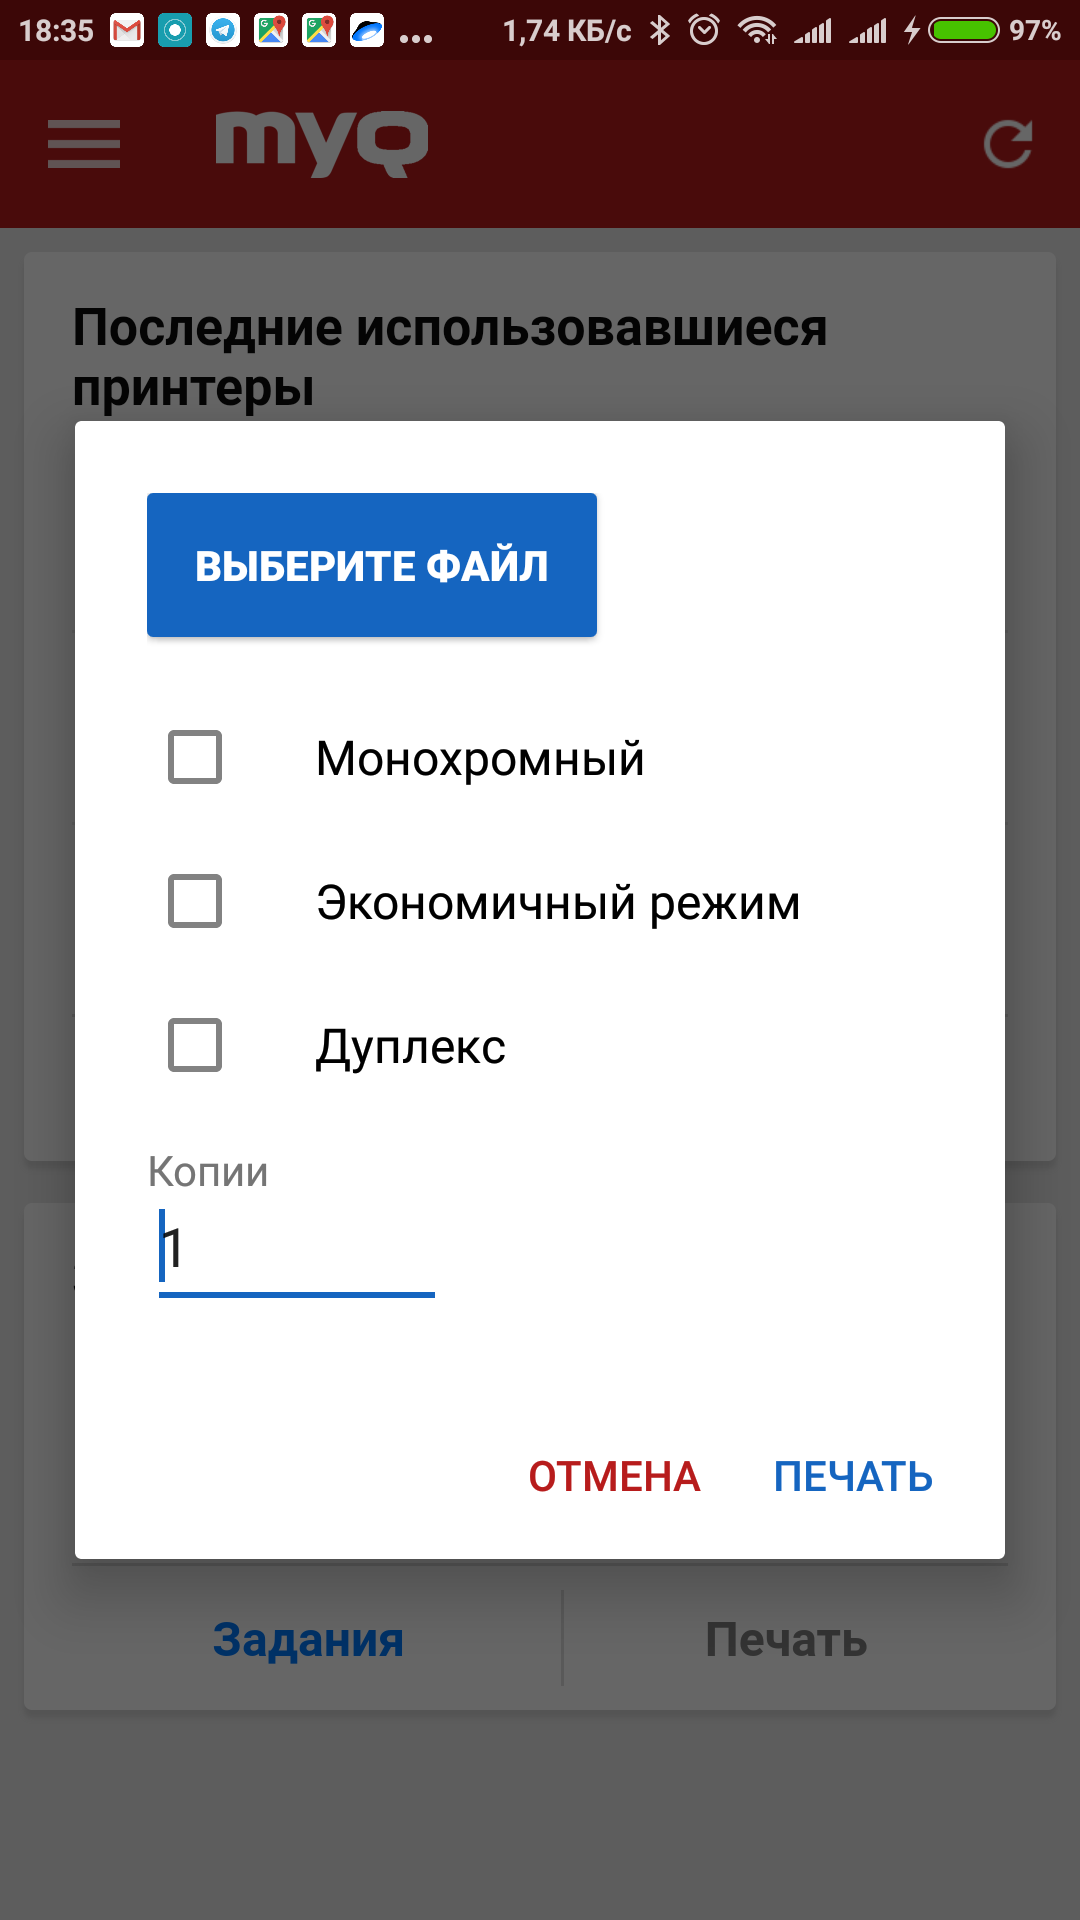 18:35 1,74 КБ/с 97%
myQ
Последние использовавшиеся
принтеры
ВЫБЕРИТЕ ФАЙЛ
Монохромный
Экономичный режим
Дуплекс
Копии
1
ОТМЕНА ПЕЧАТЬ
Задания Печать